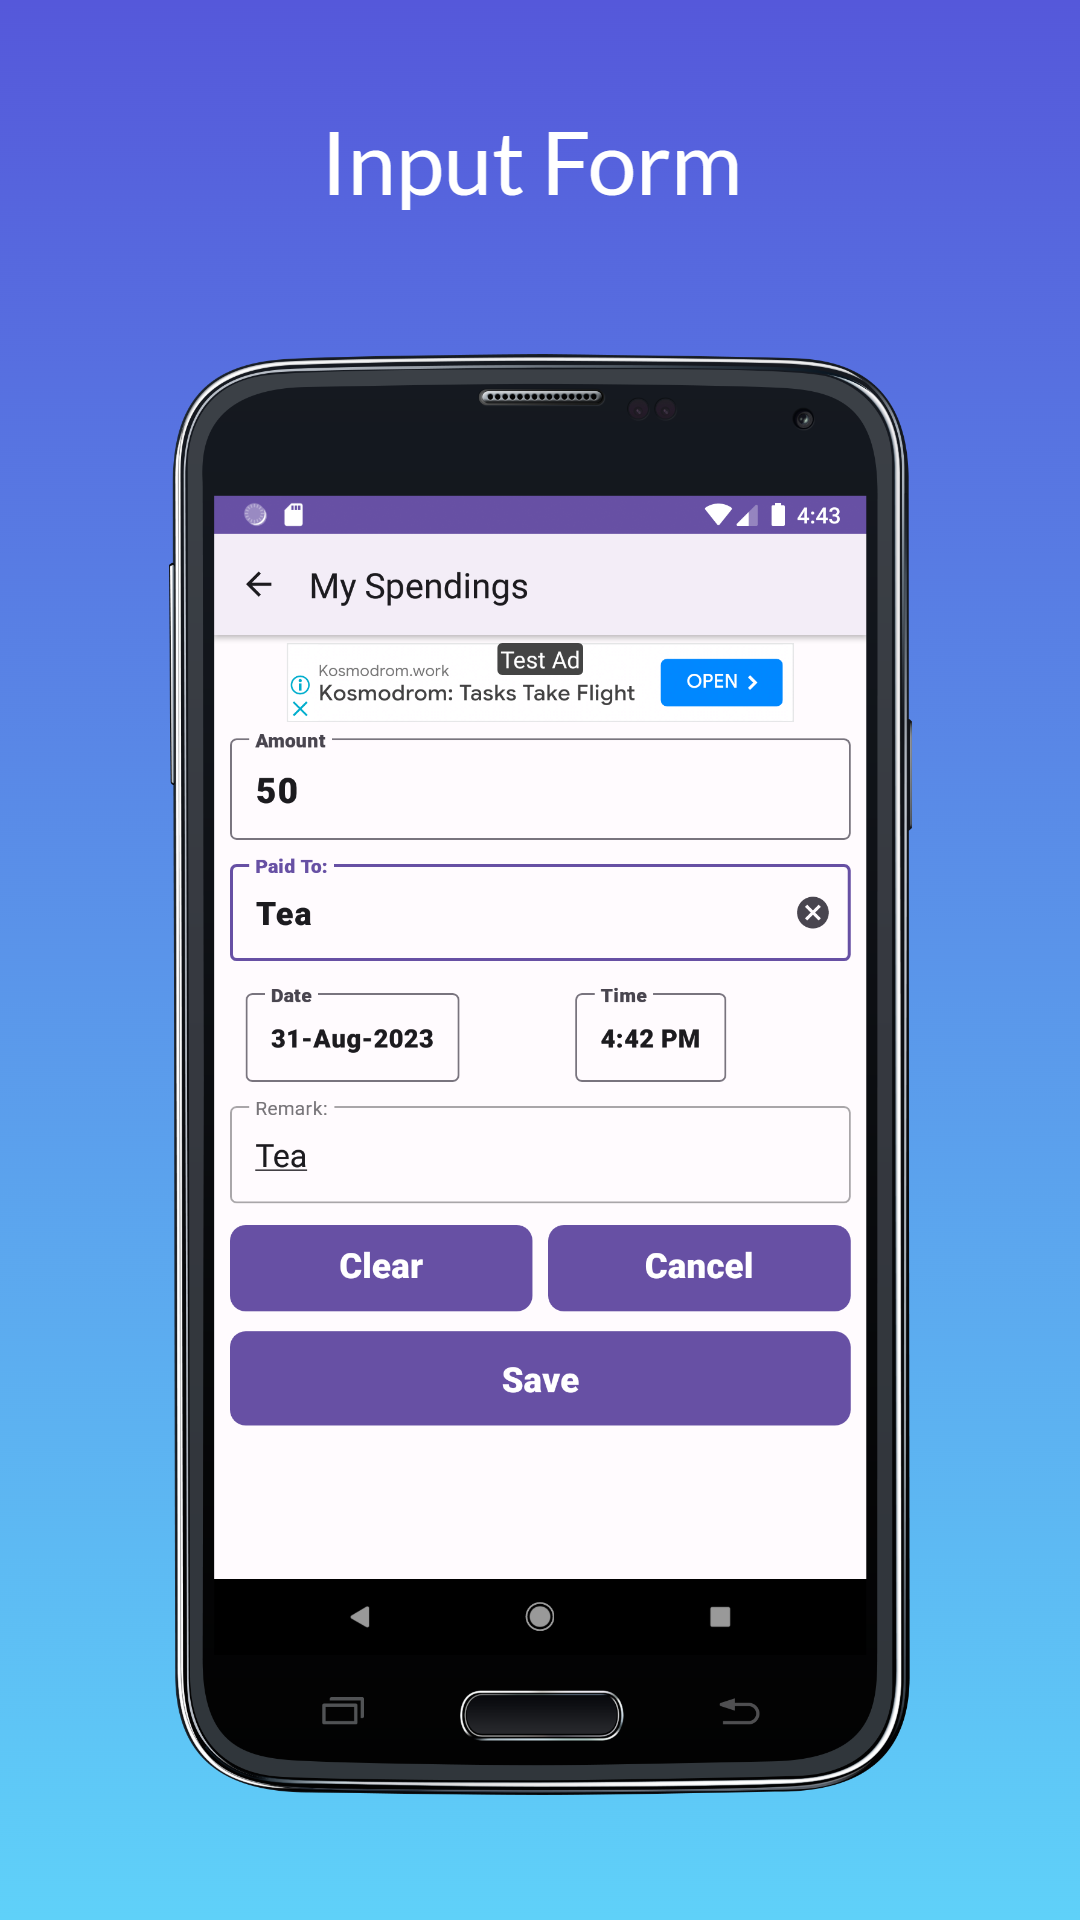 Input Form
4:43
My Spendings
Test Ad
Kosmodrom.work
Kosmodrom: Tasks Take Flight
OPEN
Amount
50
Paid To:
Tea
Date
Time
31-Aug-2023
4:42 PM
Remark:
Tea
Clear
Cancel
Save